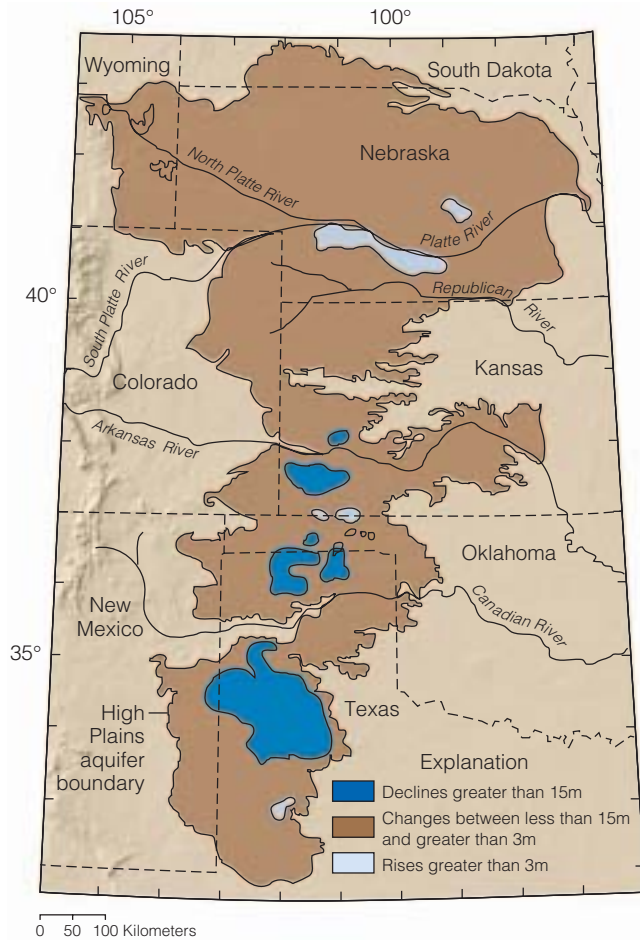 105°
100°
Wyoming
South Dakota
Nebraska
North Platte River
Platte River
Republican
River
40°
South Platte River
Colorado
Kansas
Arkansas River
Oklahoma
New
Mexico
Canadian River
35°
Texas
High
Plains
aquifer
boundary
Explanation
Declines greater than 15m
Changes between less than 15m
and greater than 3m
Rises greater than 3m
0 50 100 Kilometers